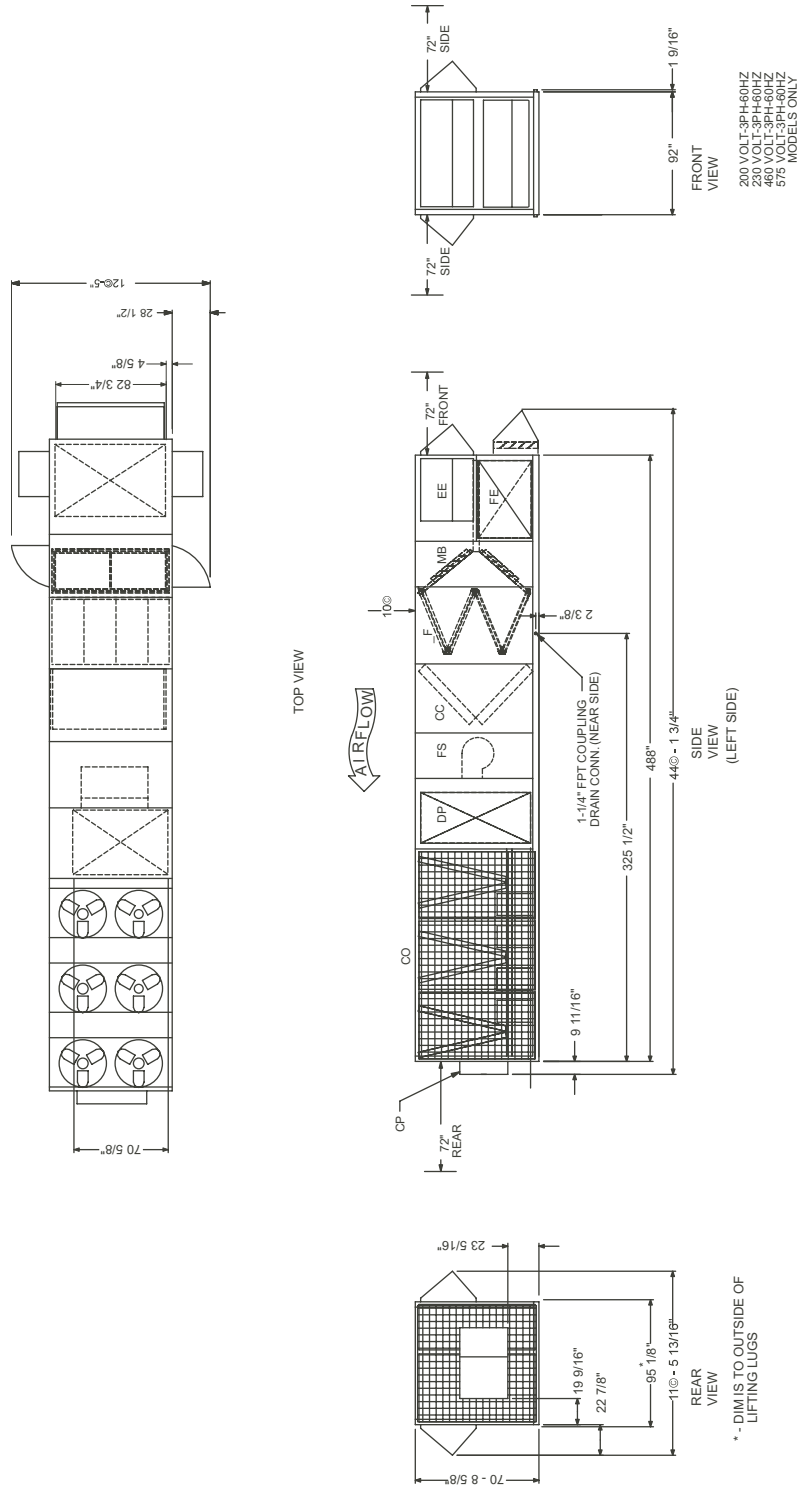 12©-5"
28 1/2"
4 5/8"
82 3/4"
70 5/8"
TOP VIEW
AIRFLOW
72"
SIDE
72"
SIDE
92"
1 9/16"
FRONT
VIEW
200 VOLT-3PH-60HZ
230 VOLT-3PH-60HZ
460 VOLT-3PH-60HZ
575 VOLT-3PH-60HZ
MODELS ONLY
72"
FRONT
10©
EE
FE
MB
F
CC
FS
DP
CO
CP
72"
REAR
2 3/8"
1-1/4" FPT COUPLING
DRAIN CONN. (NEAR SIDE)
9 11/16"
325 1/2"
488"
44© - 1 3/4"
SIDE
VIEW
(LEFT SIDE)
23 5/16"
70 - 8 5/8"
19 9/16"
22 7/8"
*
95 1/8"
11© - 5 13/16"
REAR
VIEW
* - DIM IS TO OUTSIDE OF
LIFTING LUGS